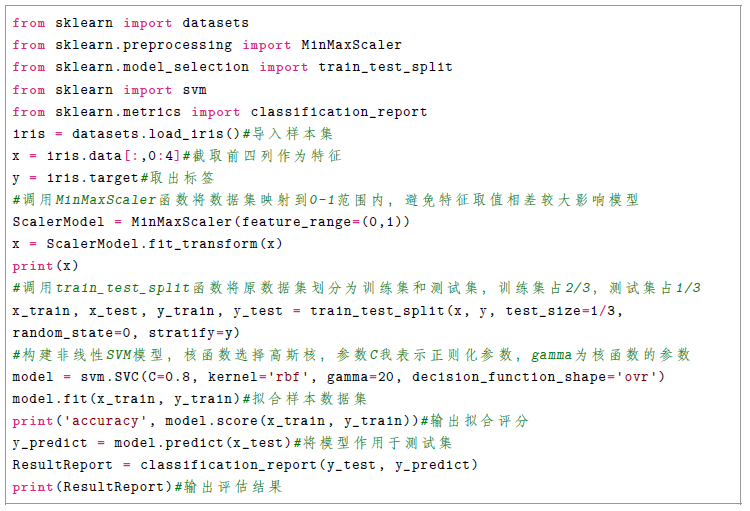 from sklearn import datasets
from sklearn.preprocessing import MinMaxScaler
from sklearn.model_selection import train_test_split
from sklearn import svm
from sklearn.metrics import classification_report
iris = datasets.load_iris()#导入样本集
x = iris.data[:,0:4]#截取前四列作为特征
y = iris.target#取出标签
#调用MinMaxScaler函数将数据集映射到0-1范围内，避免特征取值相差较大影响模型
ScalerModel = MinMaxScaler(feature_range=(0,1))
x = ScalerModel.fit_transform(x)
print(x)
#调用train_test_split函数将原数据集划分为训练集和测试集，训练集占2/3，测试集占1/3
x_train, x_test, y_train, y_test = train_test_split(x, y, test_size=1/3,
random_state=0, stratify=y)
#构建非线性SVM模型，核函数选择高斯核，参数C我表示正则化参数，gamma为核函数的参数
model = svm.SVC(C=0.8, kernel='rbf', gamma=20, decision_function_shape='ovr')
model.fit(x_train, y_train)#拟合样本数据集
print('accuracy', model.score(x_train, y_train))#输出拟合评分
y_predict = model.predict(x_test)#将模型作用于测试集
ResultReport = classification_report(y_test, y_predict)
print(ResultReport)#输出评估结果